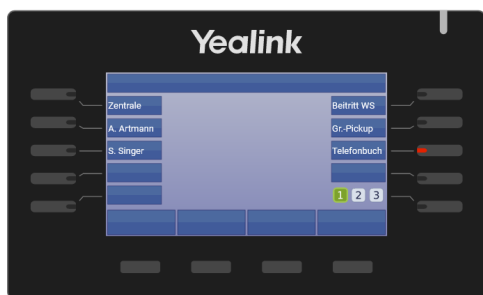 Yealink
Zentrale
Beitritt WS
A. Artmann
Gr.-Pickup
S. Singer
Telefonbuch
1 2 3